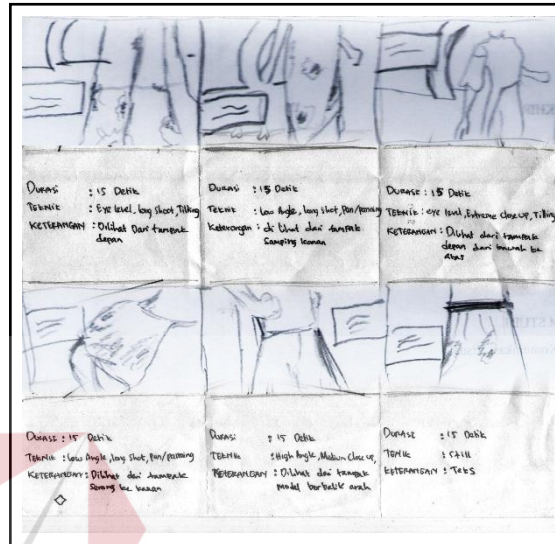 DURASI : 15 Detik
TEKNIK : Eye level, long Shoot, Tilting
KETERANGAN : Dilihat Dari tampak
depan
DURASI : 15 Detik
TEKNIK : Low Angle, long shot, Pan/panning
Keterangan : di lihat dari tampak
Samping kanan
DURASI : 15 Detik
TEKNIK : eye level, Extreme close up, Tilting
KETERANGAN : Dilihat dari tampak
depan dari bawah ke
atas
DURASI : 15 Detik
TEKNIK : Low Angle, long shot, Pan/panning
KETERANGAN : Dilihat dari tampak
Serong ke kanan
DURASI : 15 Detik
TEKNIK : High Angle, Medium Close up,
KETERANGAN : Dilihat dari tampak
model berbalik arah
DURASI : 15 Detik
TEKNIK : Still
KETERANGAN : Teks